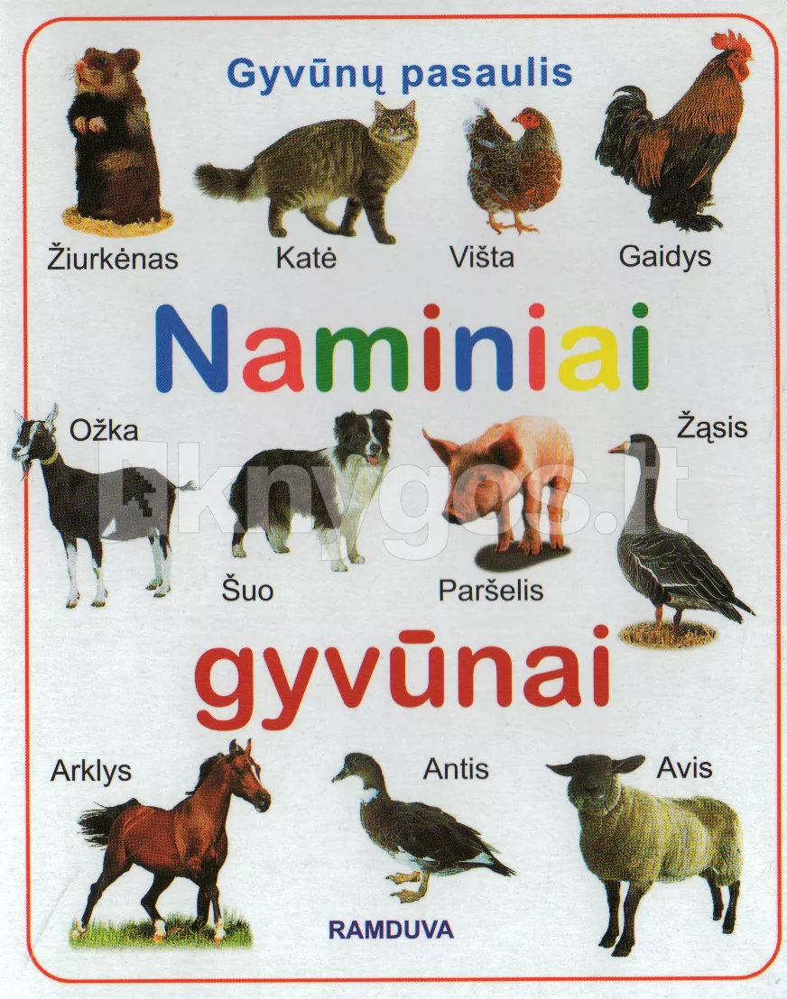 Gyvūnų pasaulis
Žiurkėnas
Katė
Višta
Gaidys
Naminiai
Ožka
Žąsis
knygos.lt
Šuo
Paršelis
gyvūnai
Arklys
Antis
Avis
RAMDUVA